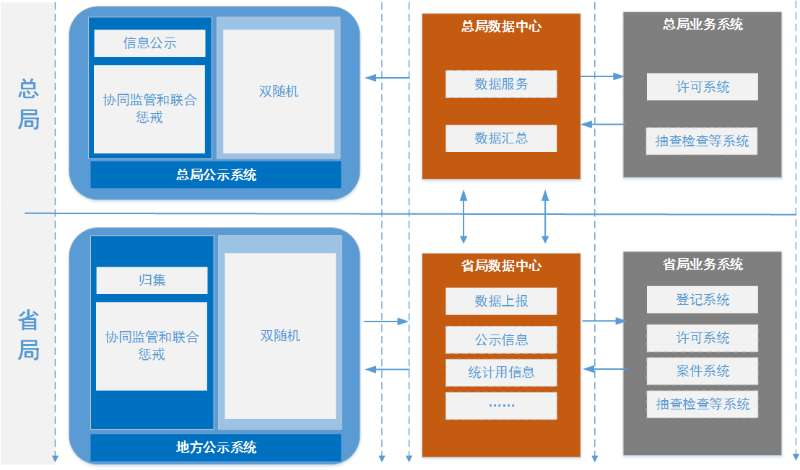 总
局
信息公示
协同监管和联合
惩戒
双随机
总局公示系统
总局数据中心
数据服务
数据汇总
总局业务系统
许可系统
抽查检查等系统
省
局
归集
协同监管和联合
惩戒
双随机
地方公示系统
省局数据中心
数据上报
公示信息
统计用信息
……
省局业务系统
登记系统
许可系统
案件系统
抽查检查等系统